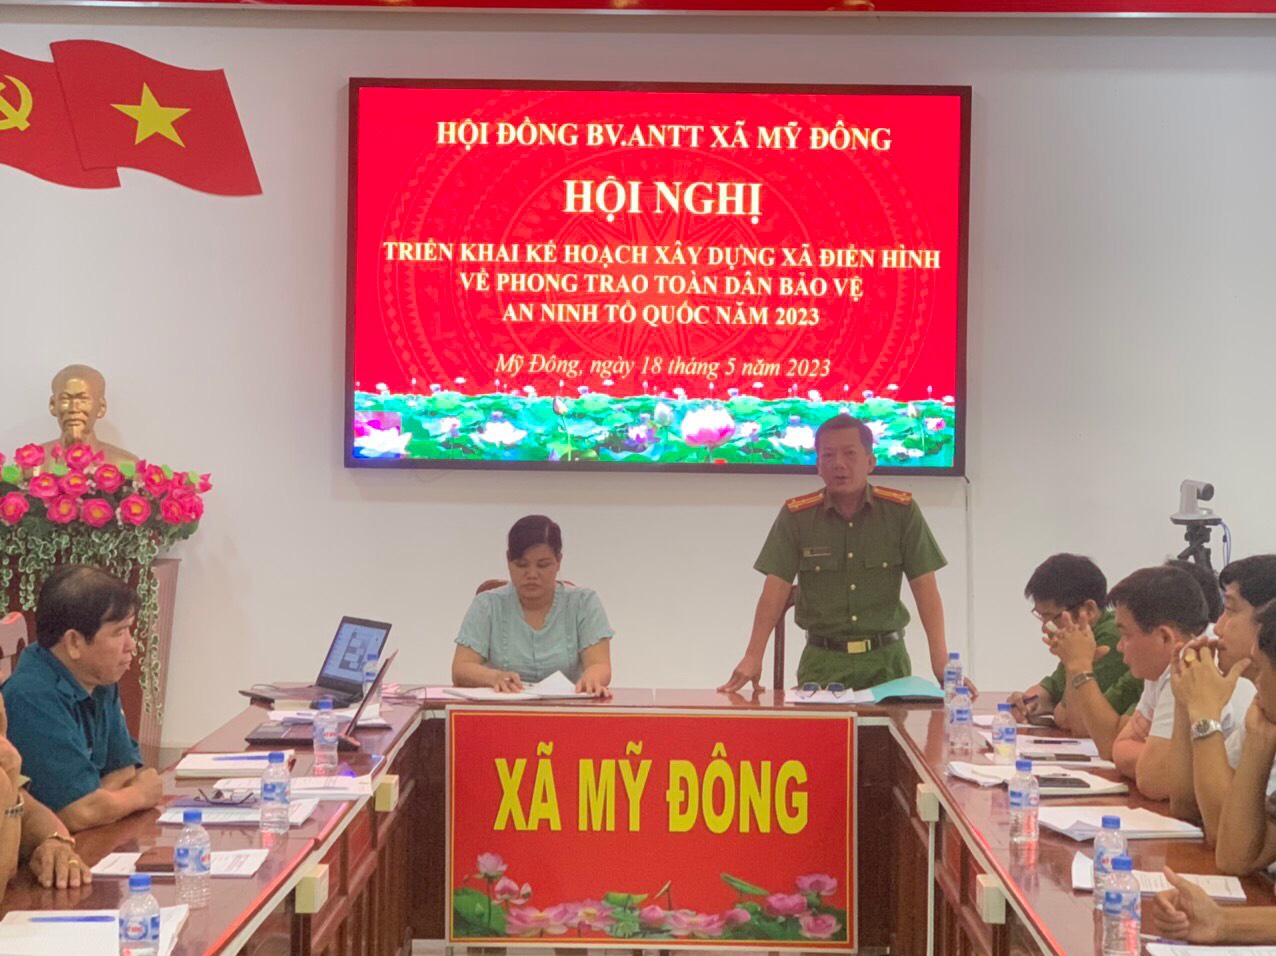 HỘI ĐỒNG BV.ANTT XÃ MỸ ĐÔNG
HỘI NGHỊ
TRIỂN KHAI KẾ HOẠCH XÂY DỰNG XÃ ĐIỂN HÌNH
VỀ PHONG TRAO TOÀN DÂN BẢO VỆ
AN NINH TỔ QUỐC NĂM 2023
Mỹ Đông, ngày 18 tháng 5 năm 2023
XÃ MỸ ĐÔNG